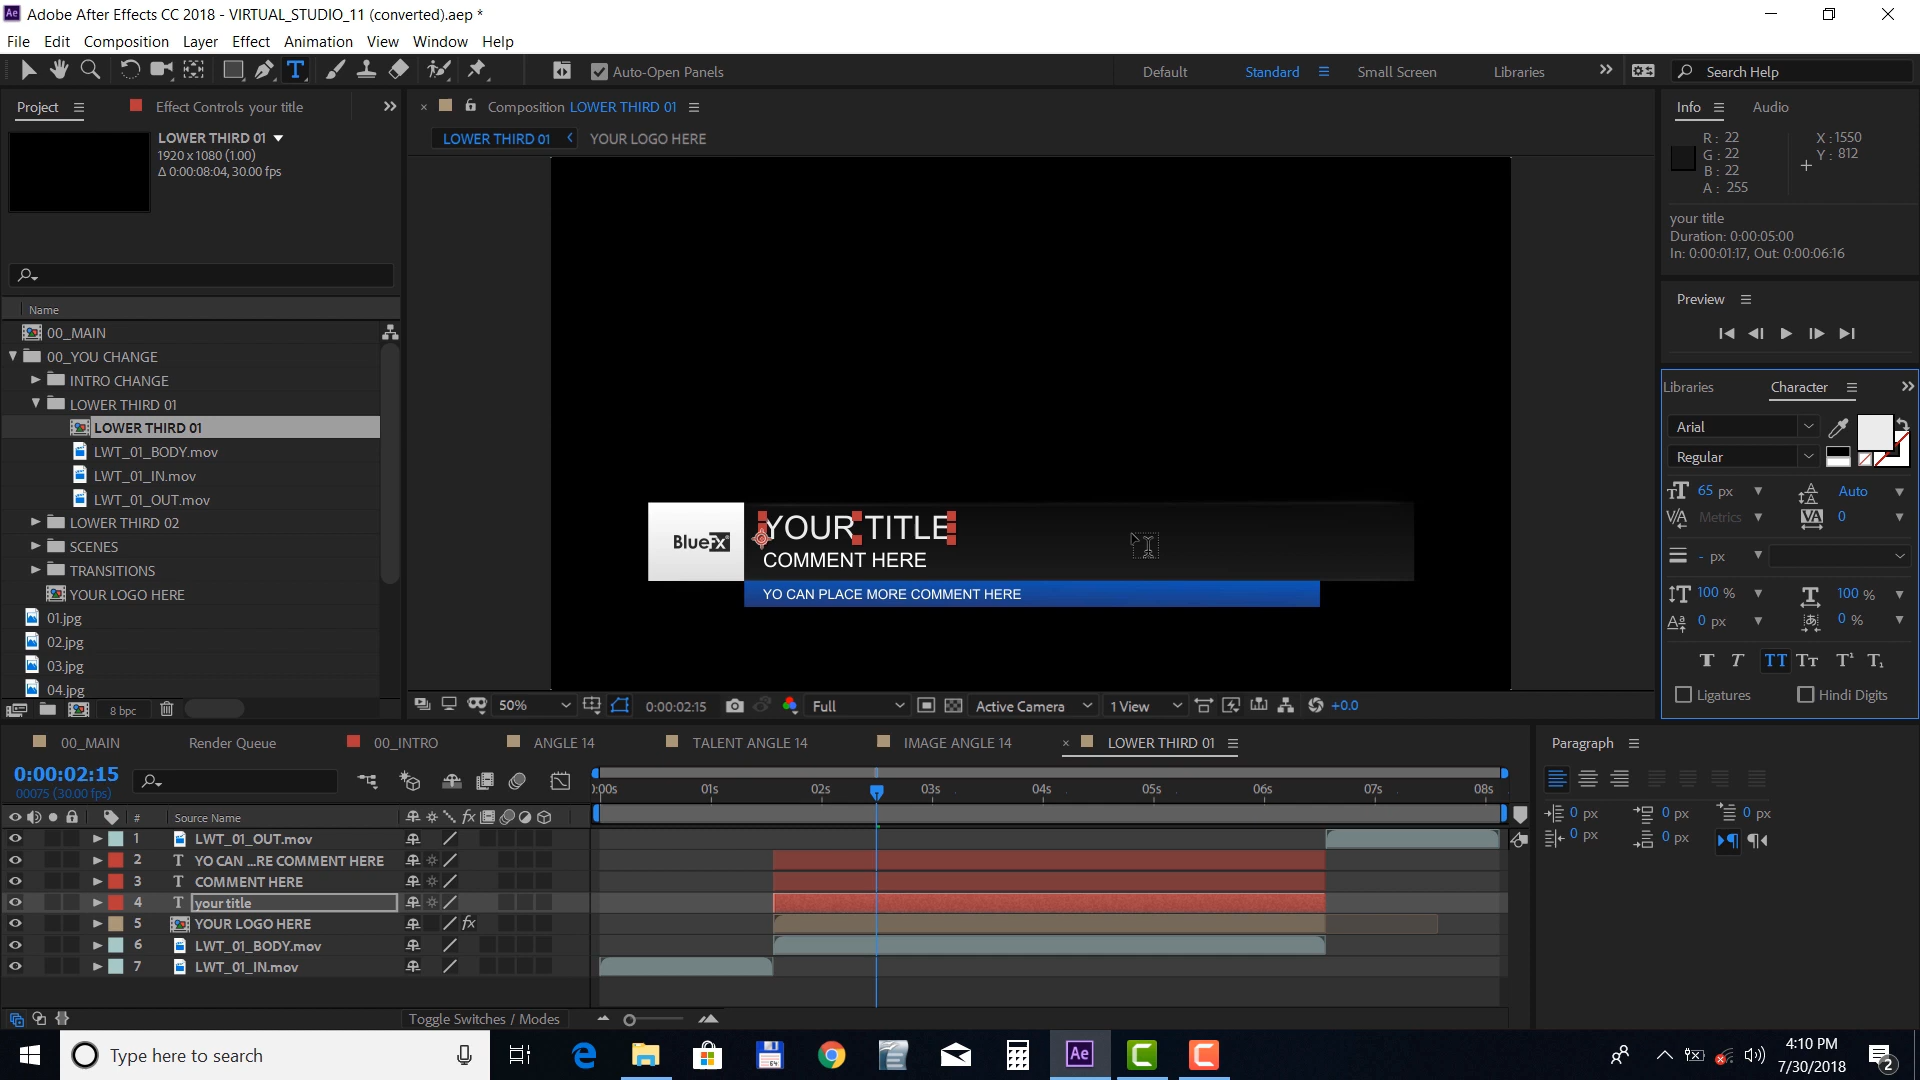 Adobe After Effects CC 2018 - VIRTUAL_STUDIO_11 (converted).aep *
File Edit Composition Layer Effect Animation View Window Help
Auto-Open Panels
Default Standard Small Screen Libraries Search Help
Project Effect Controls your title
LOWER THIRD 01
1920 x 1080 (1.00)
Δ 0:00:08:04, 30.00 fps
Name
00_MAIN
00_YOU CHANGE
INTRO CHANGE
LOWER THIRD 01
LOWER THIRD 01
LWT_01_BODY.mov
LWT_01_IN.mov
LWT_01_OUT.mov
LOWER THIRD 02
SCENES
TRANSITIONS
YOUR LOGO HERE
01.jpg
02.jpg
03.jpg
04.jpg
8 bpc
Composition LOWER THIRD 01
LOWER THIRD 01 YOUR LOGO HERE
BlueFX
YOUR TITLE
COMMENT HERE
YO CAN PLACE MORE COMMENT HERE
50% 0:00:02:15 Full Active Camera 1 View +0.0
Info Audio
R: 22 X: 1550
G: 22 Y: 812
B: 22
A: 255
your title
Duration: 0:00:05:00
In: 0:00:01:17, Out: 0:00:06:16
Preview
Libraries Character
Arial
Regular
65 px Auto
Metrics 0
- px
100 % 100 %
0 px 0 %
Ligatures Hindi Digits
00_MAIN Render Queue 00_INTRO ANGLE 14 TALENT ANGLE 14 IMAGE ANGLE 14 LOWER THIRD 01
0:00:02:15
00075 (30.00 fps)
):00s 01s 02s 03s 04s 05s 06s 07s 08s
# Source Name
1 LWT_01_OUT.mov
2 YO CAN ...RE COMMENT HERE
3 COMMENT HERE
4 your title
5 YOUR LOGO HERE
6 LWT_01_BODY.mov
7 LWT_01_IN.mov
Toggle Switches / Modes
Paragraph
0 px 0 px 0 px
0 px 0 px
Type here to search
64
Ae
4:10 PM
7/30/2018
2